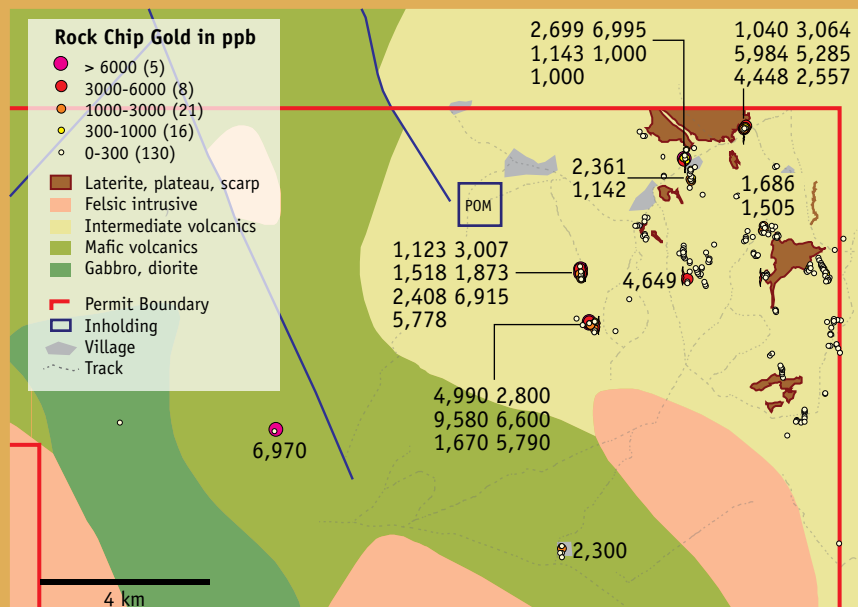 Rock Chip Gold in ppb
> 6000 (5)
3000-6000 (8)
1000-3000 (21)
300-1000 (16)
0-300 (130)
Laterite, plateau, scarp
Felsic intrusive
Intermediate volcanics
Mafic volcanics
Gabbro, diorite
Permit Boundary
Inholding
Village
Track
2,699 6,995
1,143 1,000
1,000
1,040 3,064
5,984 5,285
4,448 2,557
2,361
1,142
1,686
1,505
POM
1,123 3,007
1,518 1,873
2,408 6,915
5,778
4,649
4,990 2,800
9,580 6,600
1,670 5,790
6,970
2,300
4 km